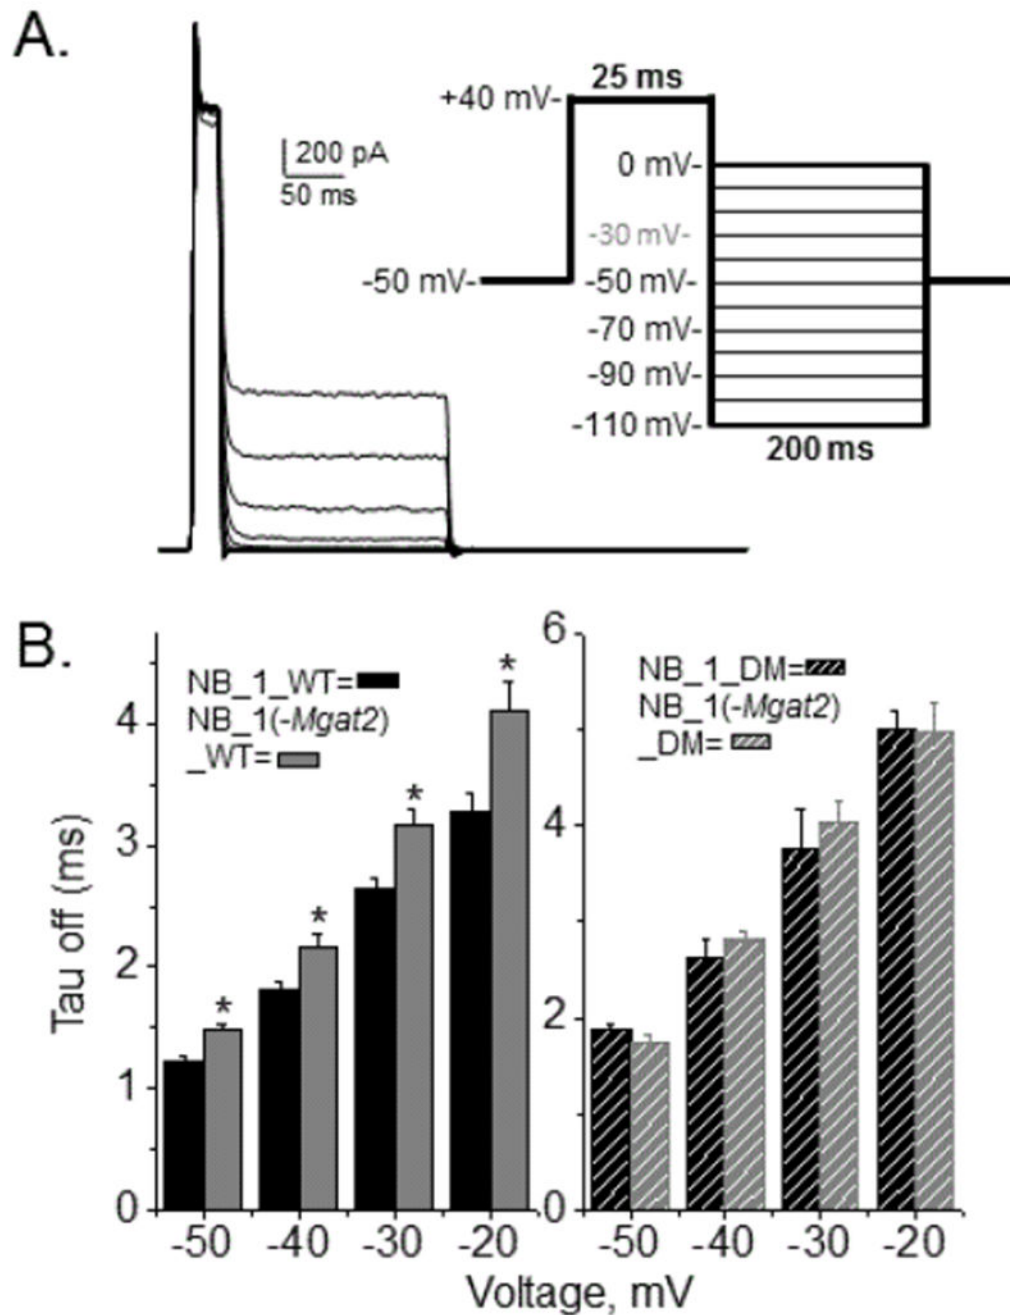 A.
25 ms
+40 mV-
200 pA
50 ms
0 mV-
-30 mV-
-50 mV-
-50 mV-
-70 mV-
-90 mV-
-110 mV-
200 ms
B.
NB_1_WT=
NB_1(-Mgat2)
_WT=
* * * *
4
3
2
1
0
Tau off (ms)
-50 -40 -30 -20
6
4
2
0
NB_1_DM=
NB_1(-Mgat2)
_DM=
-50 -40 -30 -20
Voltage, mV